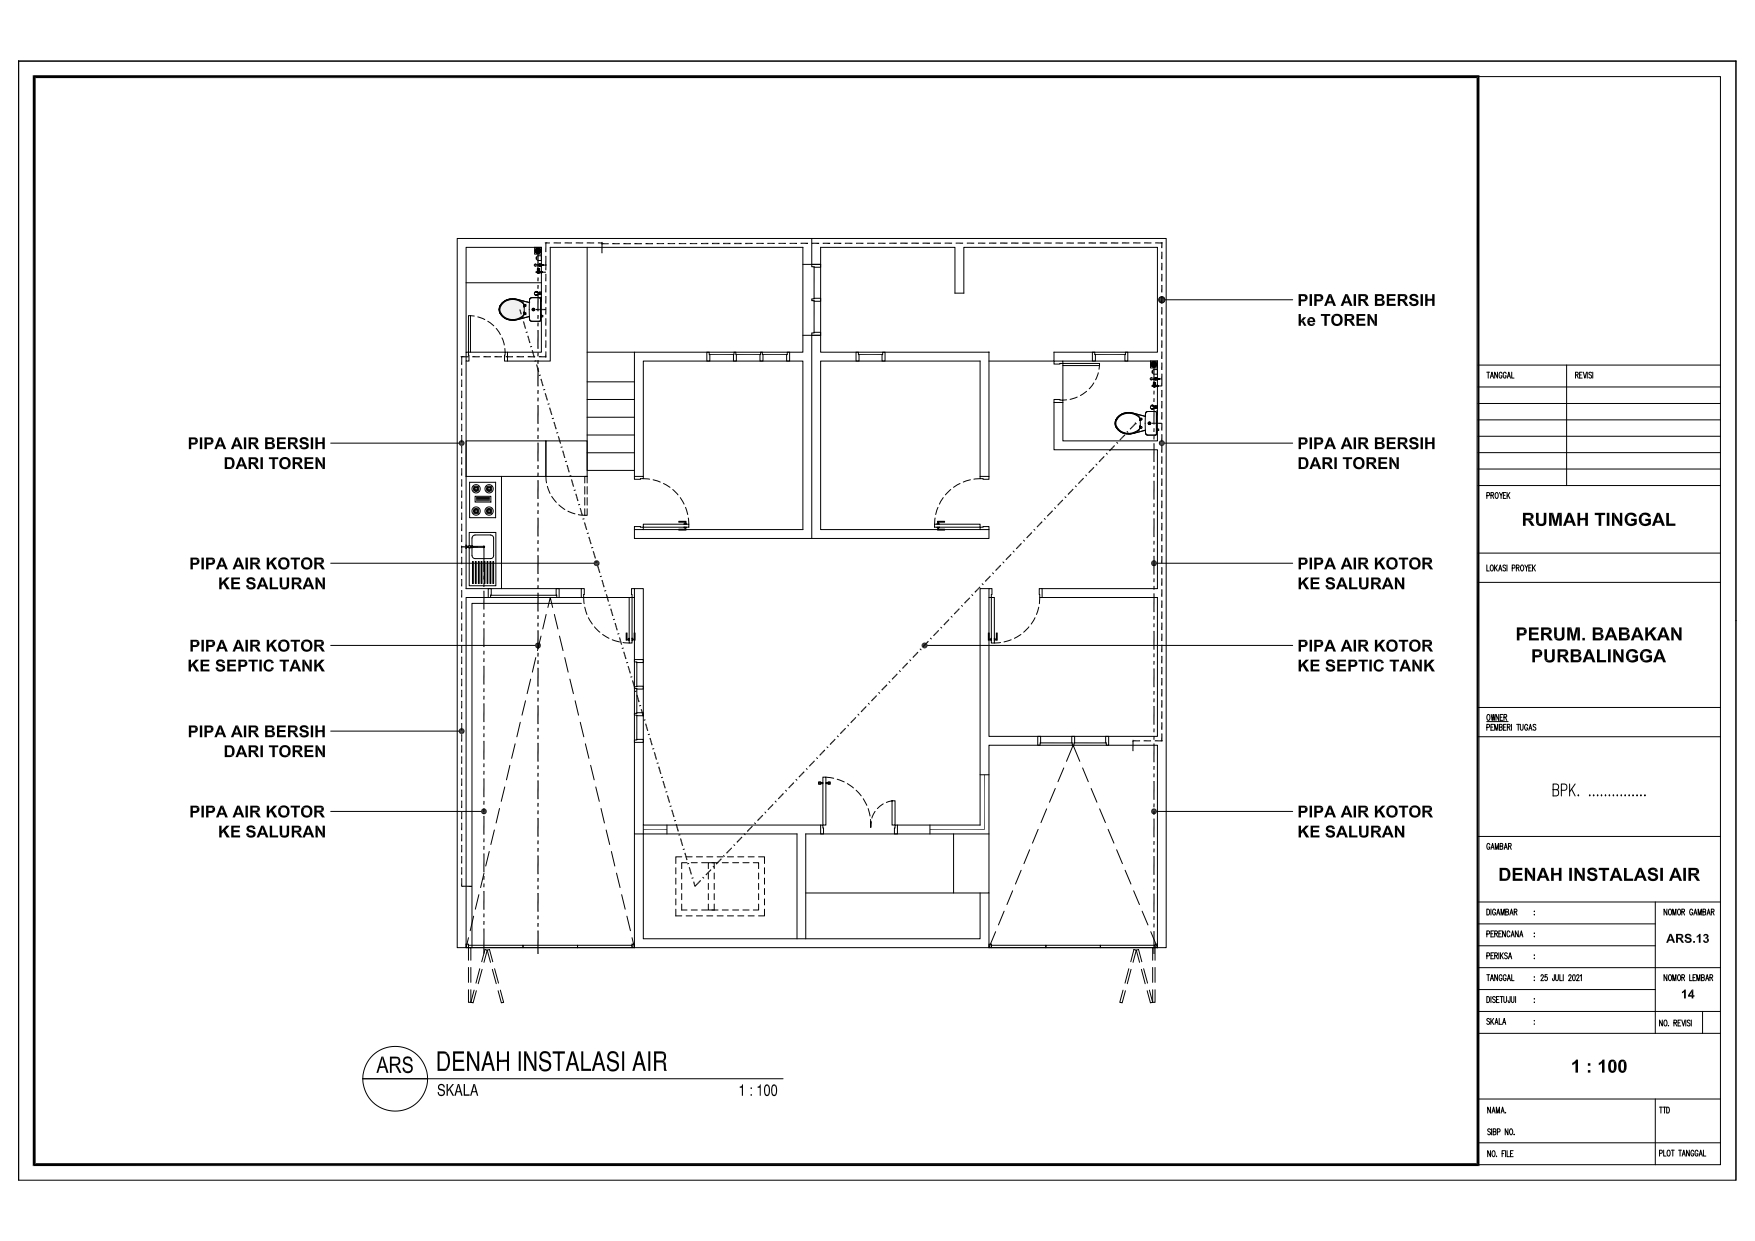 PIPA AIR BERSIH
DARI TOREN
PIPA AIR KOTOR
KE SALURAN
PIPA AIR KOTOR
KE SEPTIC TANK
PIPA AIR BERSIH
DARI TOREN
PIPA AIR KOTOR
KE SALURAN
PIPA AIR BERSIH
ke TOREN
PIPA AIR BERSIH
DARI TOREN
PIPA AIR KOTOR
KE SALURAN
PIPA AIR KOTOR
KE SEPTIC TANK
PIPA AIR KOTOR
KE SALURAN
ARS
DENAH INSTALASI AIR
SKALA 1 : 100
TANGGAL REVISI
PROYEK
RUMAH TINGGAL
LOKASI PROYEK
PERUM. BABAKAN
PURBALINGGA
OWNER
PEMBERI TUGAS
BPK. ...............
GAMBAR
DENAH INSTALASI AIR
DIGAMBAR :
NOMOR GAMBAR
PERENCANA :
ARS.13
PERIKSA :
TANGGAL : 25 JULI 2021
NOMOR LEMBAR
14
DISETUJUI :
SKALA :
NO. REVISI
1 : 100
NAMA.
TTD
SIBP NO.
NO. FILE
PLOT TANGGAL